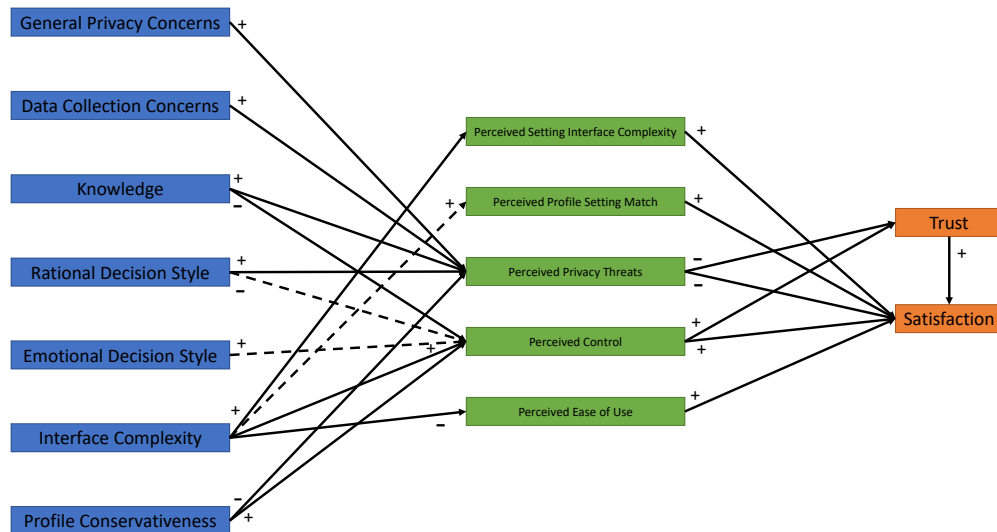 General Privacy Concerns
+
Data Collection Concerns
+
Knowledge
+
–
Rational Decision Style
+
–
Emotional Decision Style
+
Interface Complexity
+
Profile Conservativeness
–
+
Perceived Setting Interface Complexity
+
+
Perceived Profile Setting Match
+
Perceived Privacy Threats
–
–
+
Perceived Control
+
+
–
Perceived Ease of Use
+
Trust
+
Satisfaction